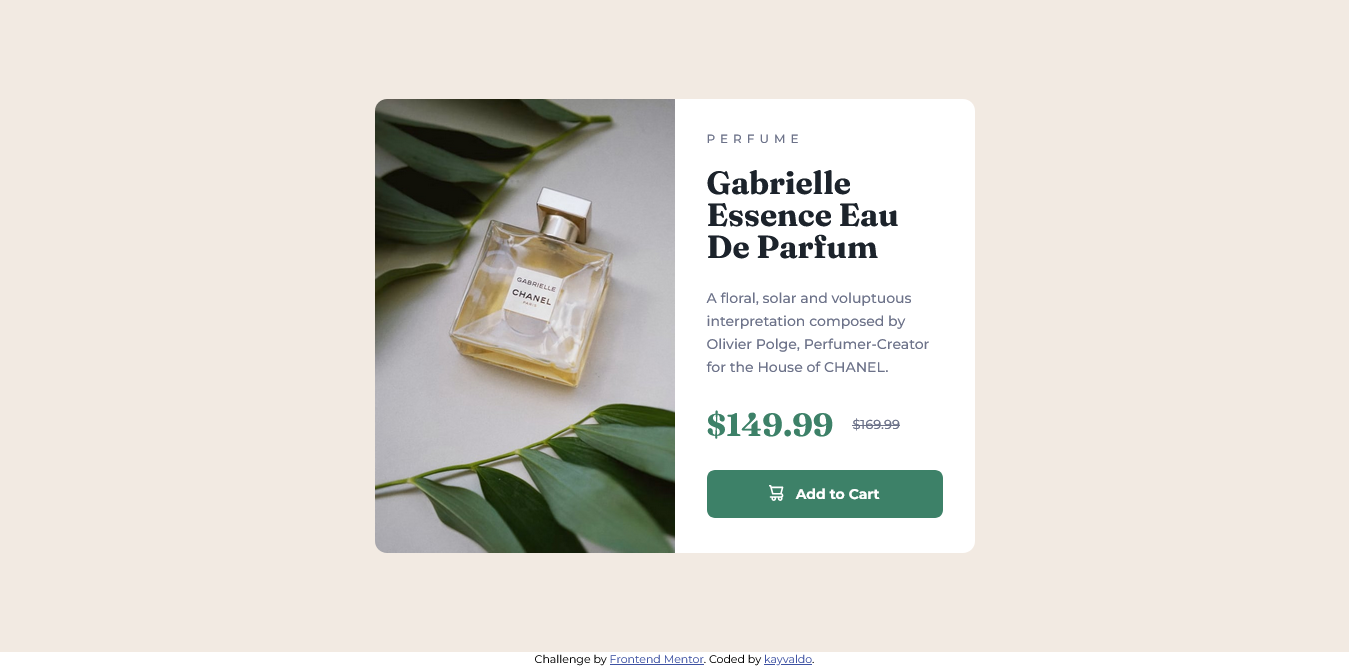 GABRIELLE
CHANEL
PARIS
PERFUME
Gabrielle
Essence Eau
De Parfum
A floral, solar and voluptuous
interpretation composed by
Olivier Polge, Perfumer-Creator
for the House of CHANEL.
$149.99 $169.99
Add to Cart
Challenge by Frontend Mentor. Coded by kayvaldo.